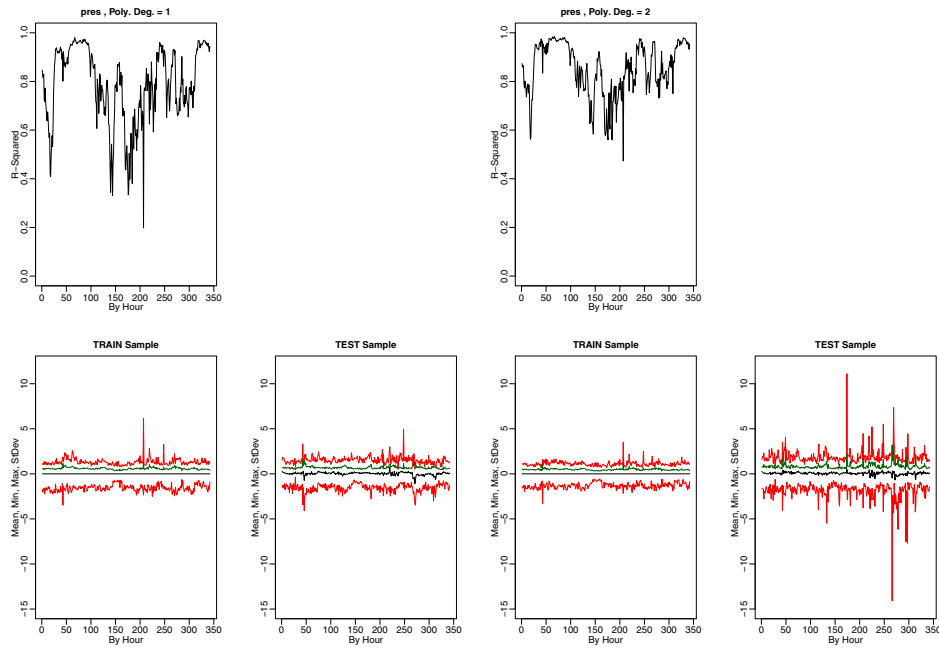 pres , Poly. Deg. = 1
R-Squared
0.0
0.2
0.4
0.6
0.8
1.0
0 50 100 150 200 250 300 350
By Hour
pres , Poly. Deg. = 2
R-Squared
0.0
0.2
0.4
0.6
0.8
1.0
0 50 100 150 200 250 300 350
By Hour
TRAIN Sample
Mean, Min, Max, StDev
−15
−10
−5
0
5
10
0 50 100 150 200 250 300 350
By Hour
TEST Sample
Mean, Min, Max, StDev
−15
−10
−5
0
5
10
0 50 100 150 200 250 300 350
By Hour
TRAIN Sample
Mean, Min, Max, StDev
−15
−10
−5
0
5
10
0 50 100 150 200 250 300 350
By Hour
TEST Sample
Mean, Min, Max, StDev
−15
−10
−5
0
5
10
0 50 100 150 200 250 300 350
By Hour